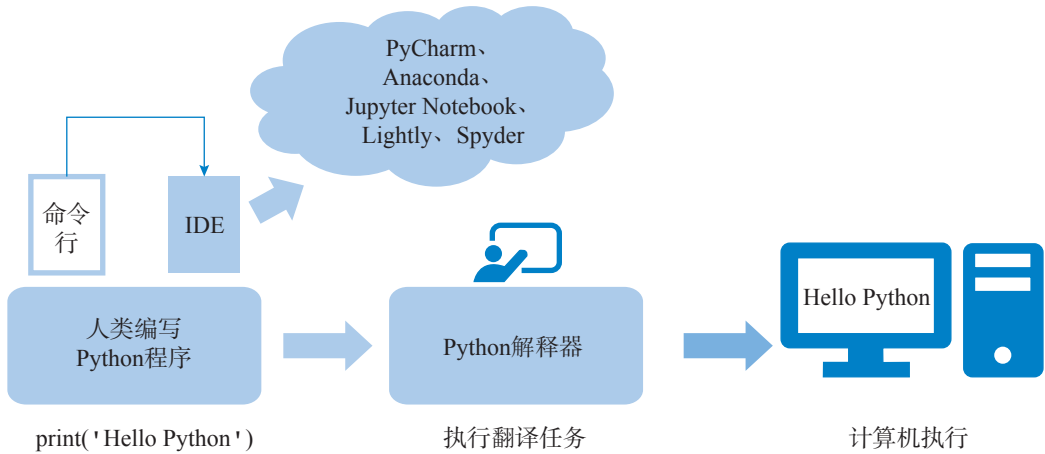 PyCharm、
Anaconda、
Jupyter Notebook、
Lightly、Spyder
命令
行
IDE
人类编写
Python程序
Python解释器
Hello Python
print('Hello Python')
执行翻译任务
计算机执行